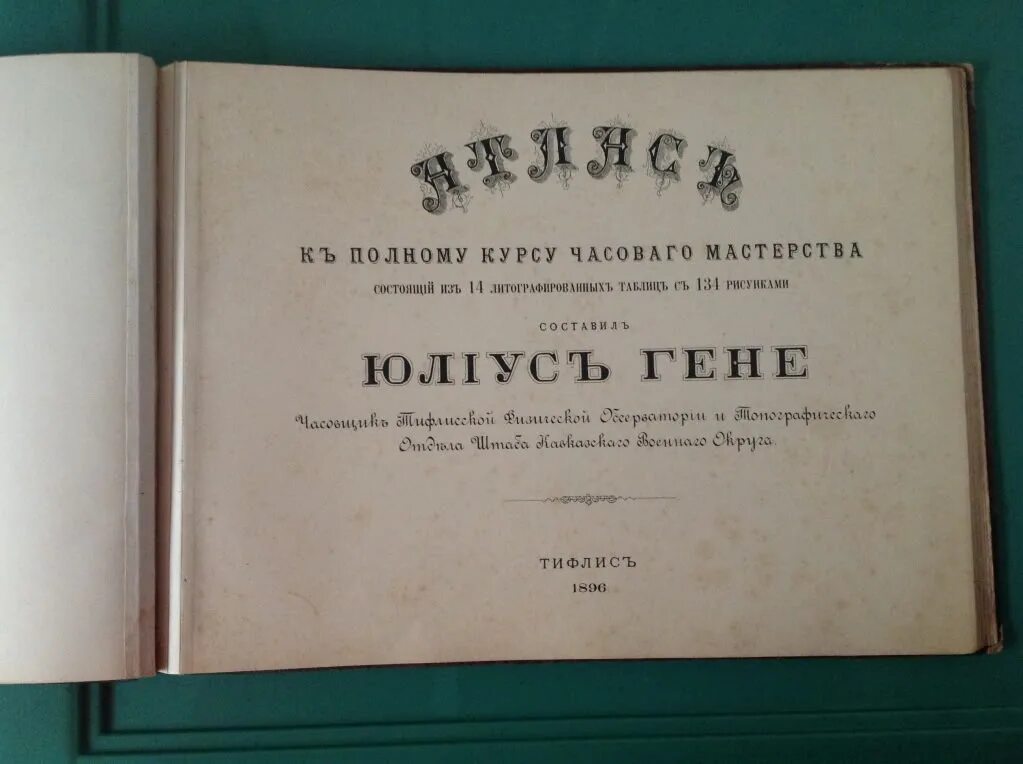 АТЛАСЪ
КЪ ПОЛНОМУ КУРСУ ЧАСОВАГО МАСТЕРСТВА
СОСТОЯЩІЙ ИЗЪ 14 ЛИТОГРАФИРОВАННЫХЪ ТАБЛИЦЪ СЪ 134 РИСУНКАМИ
СОСТАВИЛЪ
ЮЛІУСЪ ГЕНЕ
Часовщикъ Тифлисской Физической Обсерваторіи и Топографическаго
Отдѣла Штаба Кавказскаго Военнаго Округа.
ТИФЛИСЪ
1896